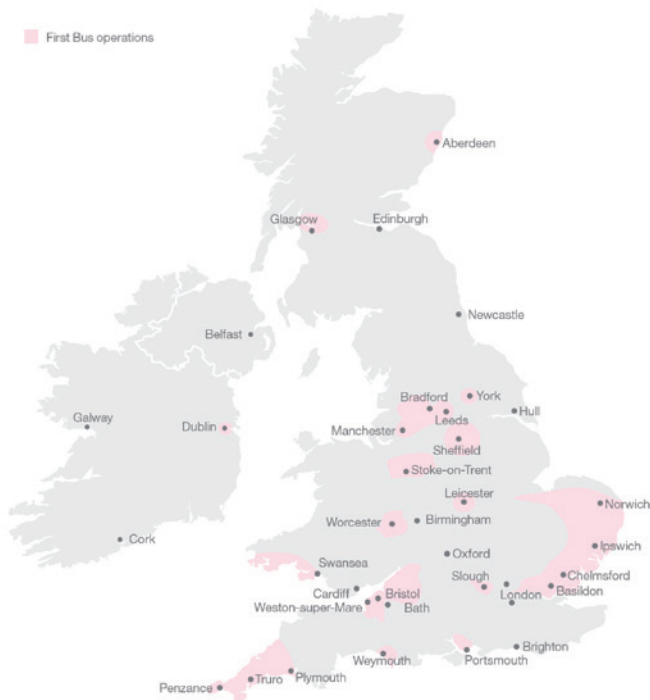 First Bus operations
Aberdeen
Glasgow
Edinburgh
Newcastle
Belfast
Bradford
York
Galway
Dublin
Leeds
Hull
Manchester
Sheffield
Stoke-on-Trent
Leicester
Norwich
Worcester
Birmingham
Cork
Oxford
Ipswich
Swansea
Slough
Chelmsford
Cardiff
Bristol
London
Basildon
Weston-super-Mare
Bath
Weymouth
Portsmouth
Brighton
Penzance
Truro
Plymouth